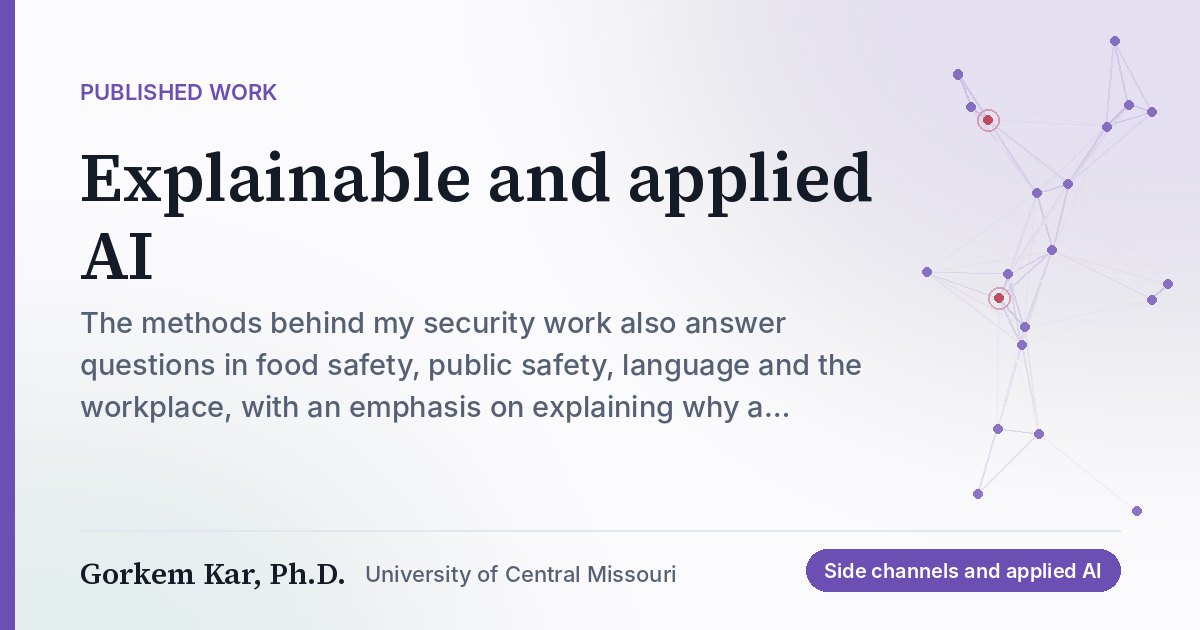 PUBLISHED WORK
Explainable and applied
AI
The methods behind my security work also answer
questions in food safety, public safety, language and the
workplace, with an emphasis on explaining why a...
Gorkem Kar, Ph.D.
University of Central Missouri
Side channels and applied AI